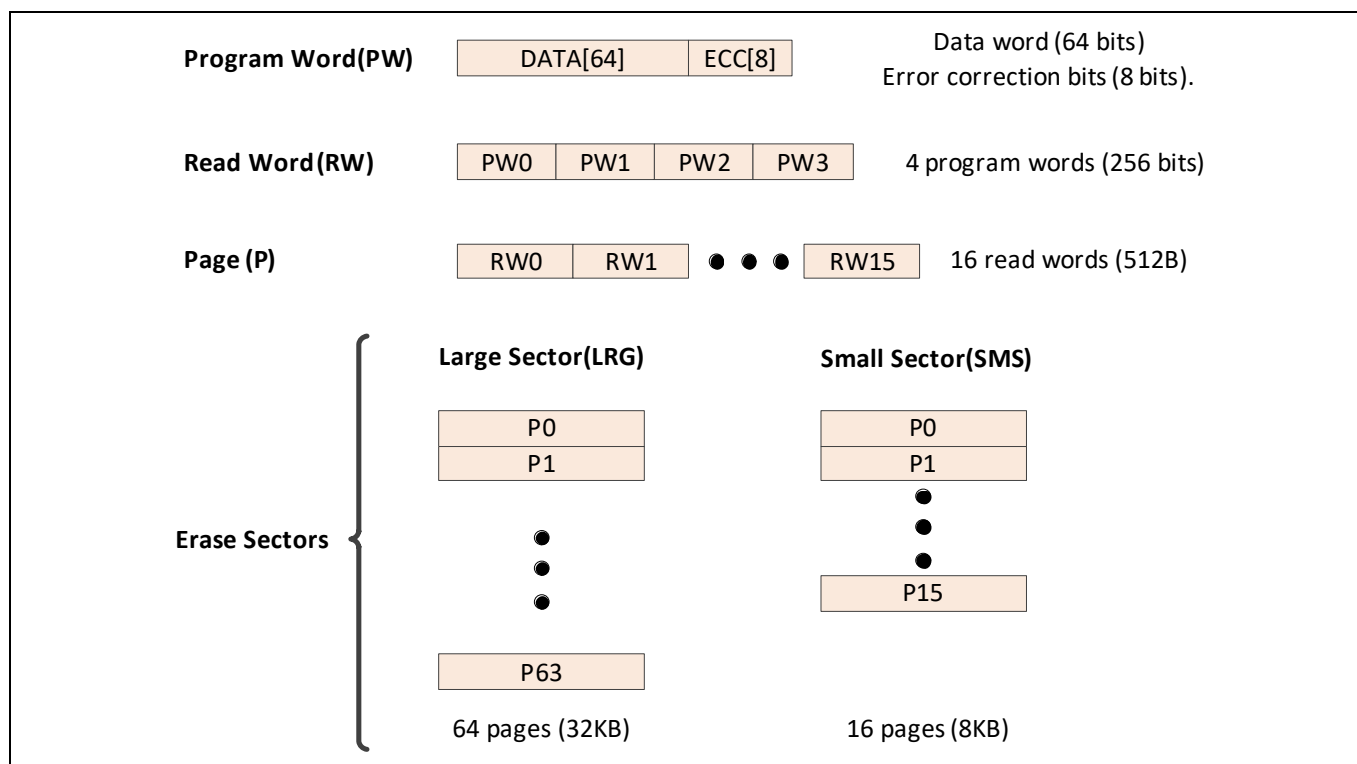 Program Word(PW) DATA[64] ECC[8] Data word (64 bits)
Error correction bits (8 bits).
Read Word(RW) PW0 PW1 PW2 PW3 4 program words (256 bits)
Page (P) RW0 RW1 RW15 16 read words (512B)
Large Sector(LRG) Small Sector(SMS)
P0 P0
P1 P1
Erase Sectors
P15
P63
64 pages (32KB) 16 pages (8KB)